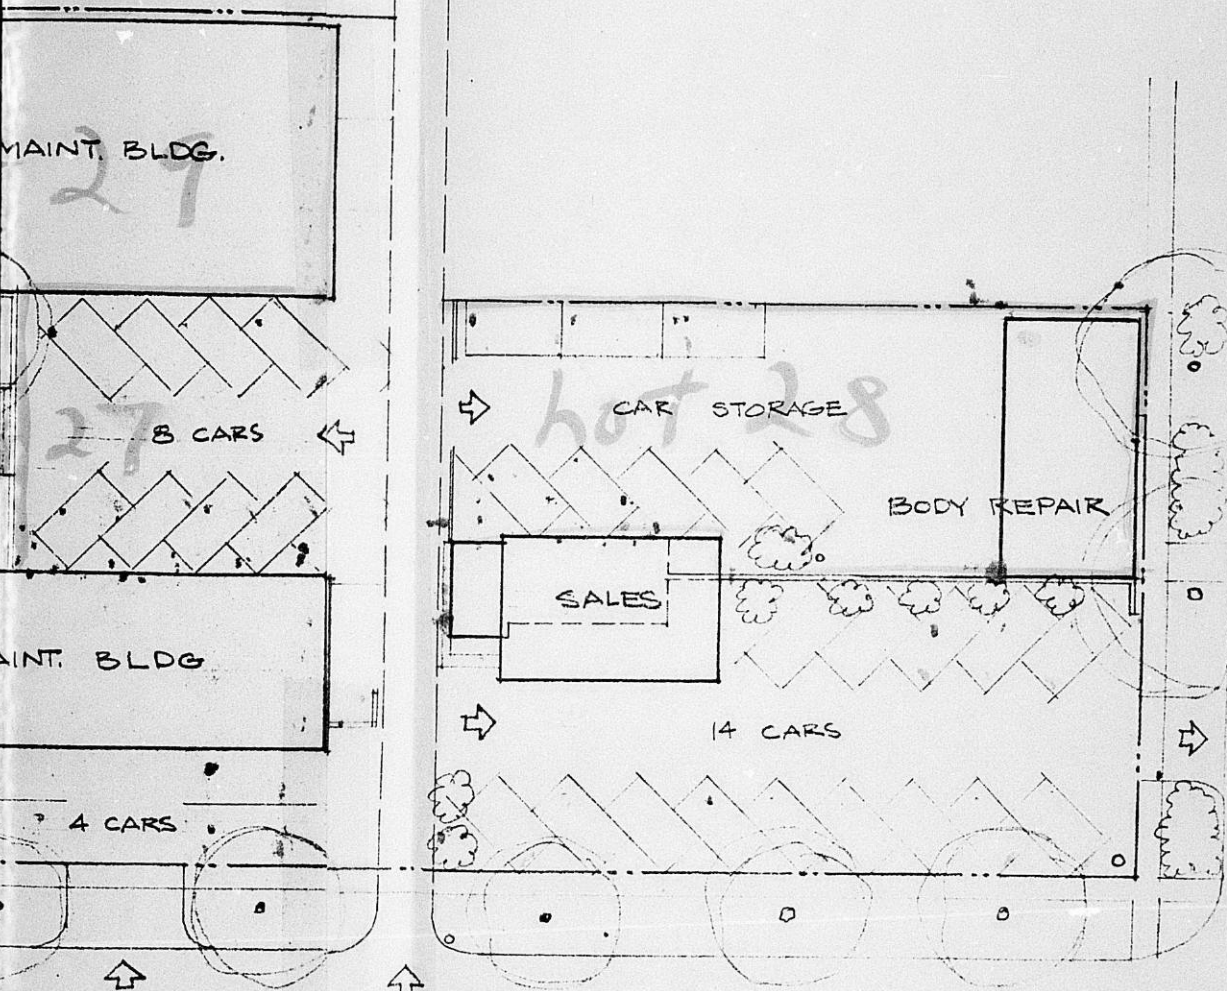 MAINT. BLDG.
29
Lot 28
CAR STORAGE
27
8 CARS
BODY REPAIR
SALES
AINT. BLDG
14 CARS
4 CARS